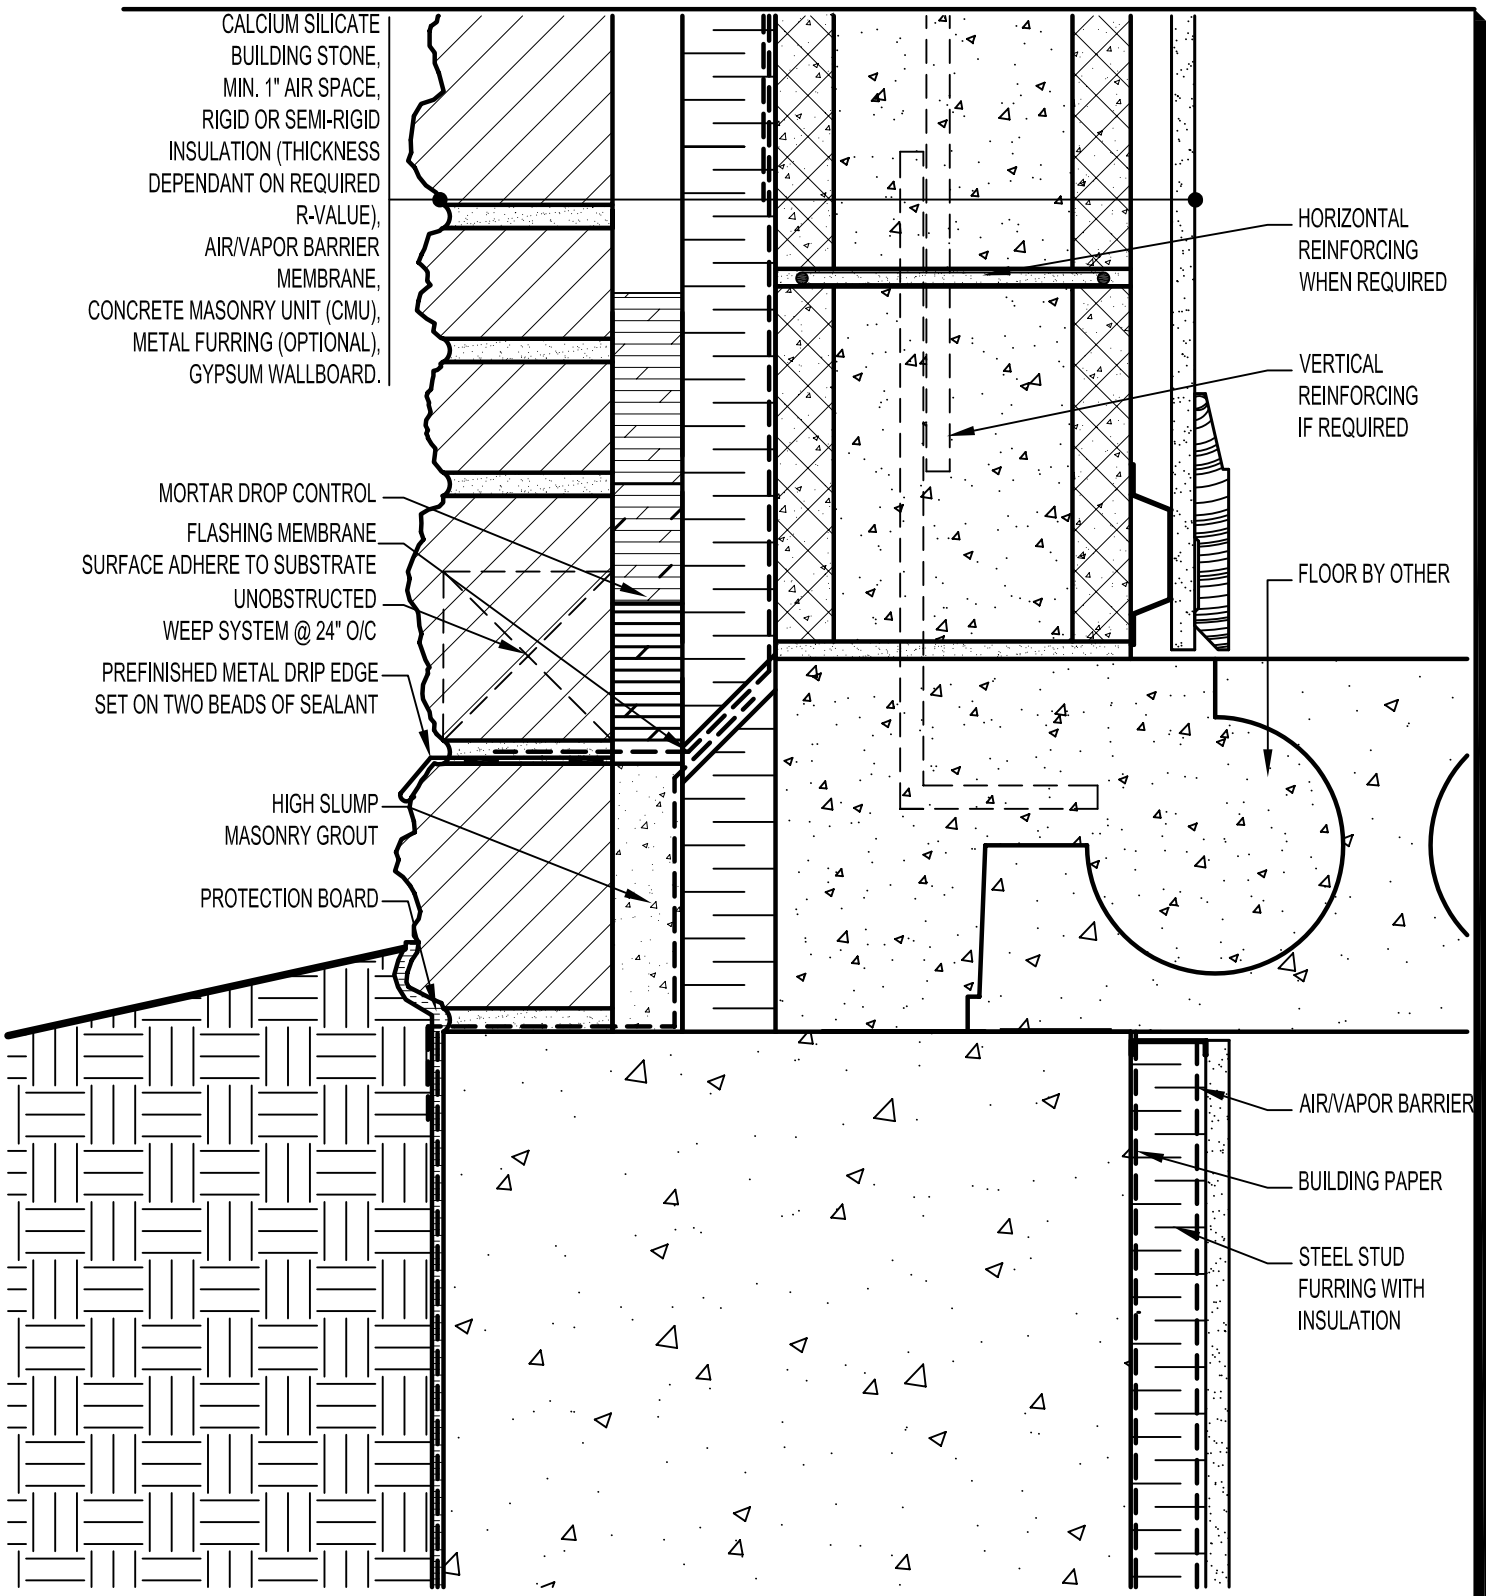 CALCIUM SILICATE
BUILDING STONE,
MIN. 1" AIR SPACE,
RIGID OR SEMI-RIGID
INSULATION (THICKNESS
DEPENDANT ON REQUIRED
R-VALUE),
AIR/VAPOR BARRIER
MEMBRANE,
CONCRETE MASONRY UNIT (CMU),
METAL FURRING (OPTIONAL),
GYPSUM WALLBOARD.
MORTAR DROP CONTROL
FLASHING MEMBRANE
SURFACE ADHERE TO SUBSTRATE
UNOBSTRUCTED
WEEP SYSTEM @ 24" O/C
PREFINISHED METAL DRIP EDGE
SET ON TWO BEADS OF SEALANT
HIGH SLUMP
MASONRY GROUT
PROTECTION BOARD
HORIZONTAL
REINFORCING
WHEN REQUIRED
VERTICAL
REINFORCING
IF REQUIRED
FLOOR BY OTHER
AIR/VAPOR BARRIER
BUILDING PAPER
STEEL STUD
FURRING WITH
INSULATION